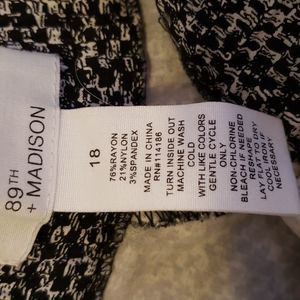 89TH
+ MADISON
18
76%RAYON
21%NYLON
3%SPANDEX
MADE IN CHINA
RN#114186
TURN INSIDE OUT
MACHINE WASH
COLD
WITH LIKE COLORS
GENTLE CYCLE
ONLY
NON-CHLORINE
BLEACH IF NEEDED
RESHAPE
LAY FLAT TO DRY
COOL IRON IF
NECESSARY